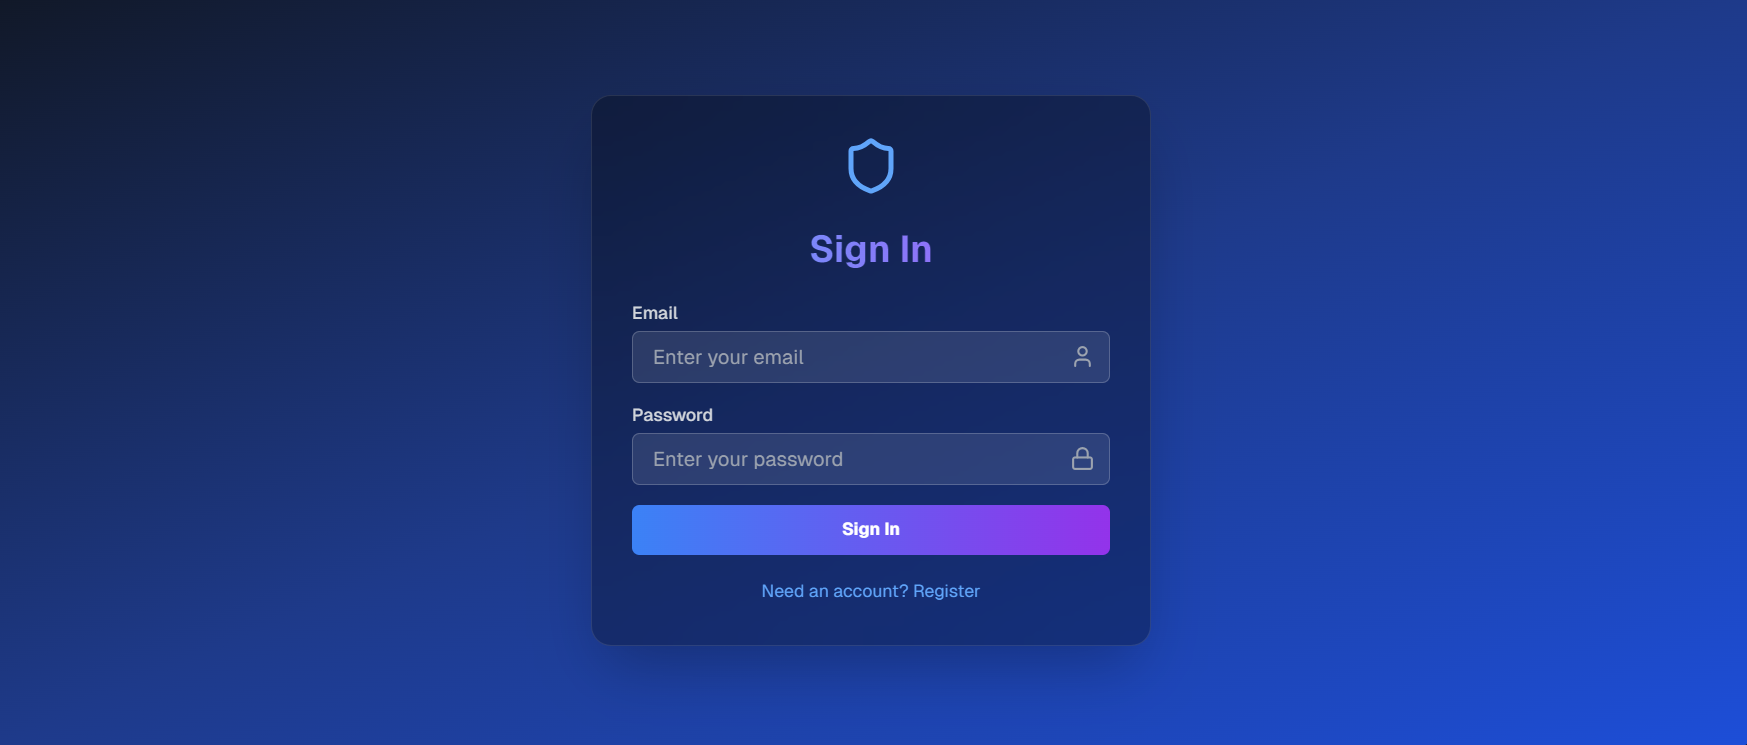 Sign In
Email
Enter your email
Password
Enter your password
Sign In
Need an account? Register